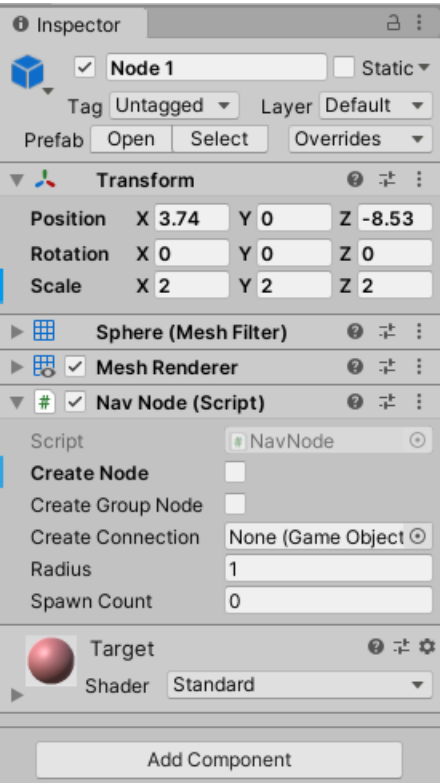 Inspector
Node 1 Static
Tag Untagged Layer Default
Prefab Open Select Overrides
Transform
Position X 3.74 Y 0 Z -8.53
Rotation X 0 Y 0 Z 0
Scale X 2 Y 2 Z 2
Sphere (Mesh Filter)
Mesh Renderer
# Nav Node (Script)
Script # NavNode
Create Node
Create Group Node
Create Connection None (Game Object
Radius 1
Spawn Count 0
Target
Shader Standard
Add Component